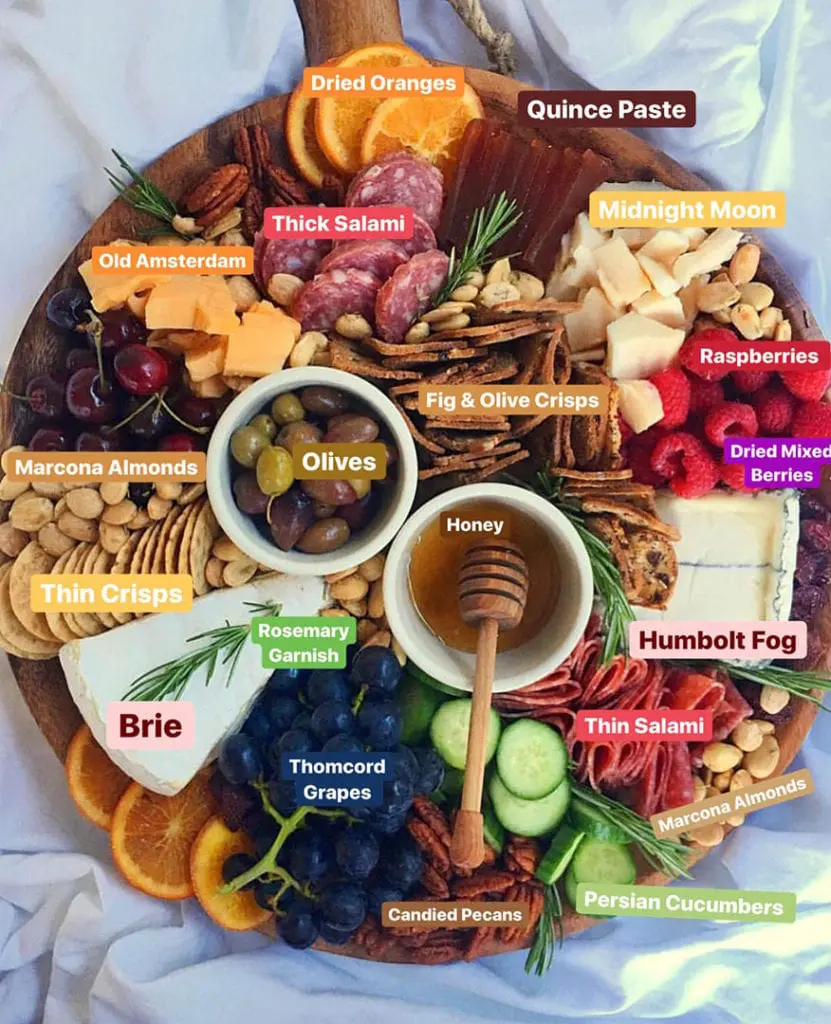 Dried Oranges
Quince Paste
Midnight Moon
Thick Salami
Old Amsterdam
Raspberries
Fig & Olive Crisps
Dried Mixed
Berries
Olives
Marcona Almonds
Honey
Thin Crisps
Rosemary
Garnish
Humbolt Fog
Brie
Thin Salami
Thomcord
Grapes
Marcona Almonds
Persian Cucumbers
Candied Pecans